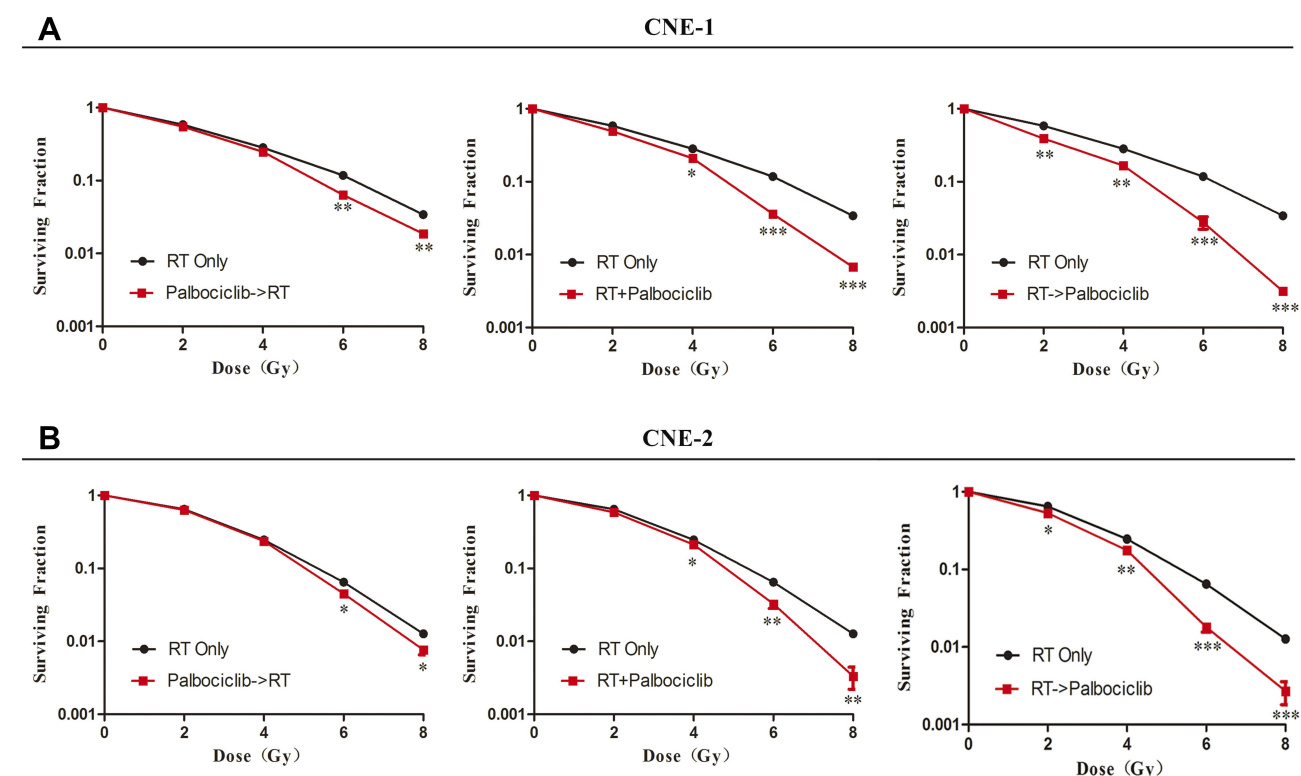 A
CNE-1
Surviving Fraction
1
0.1
0.01
0.001
**
**
RT Only
Palbociclib->RT
0 2 4 6 8
Dose（Gy）
Surviving Fraction
1
0.1
0.01
0.001
*
***
***
RT Only
RT+Palbociclib
0 2 4 6 8
Dose（Gy）
Surviving Fraction
1
0.1
0.01
0.001
**
**
***
***
RT Only
RT->Palbociclib
0 2 4 6 8
Dose（Gy）
B
CNE-2
Surviving Fraction
1
0.1
0.01
0.001
*
*
RT Only
Palbociclib->RT
0 2 4 6 8
Dose（Gy）
Surviving Fraction
1
0.1
0.01
0.001
*
**
**
RT Only
RT+Palbociclib
0 2 4 6 8
Dose（Gy）
Surviving Fraction
1
0.1
0.01
0.001
*
**
***
***
RT Only
RT->Palbociclib
0 2 4 6 8
Dose（Gy）